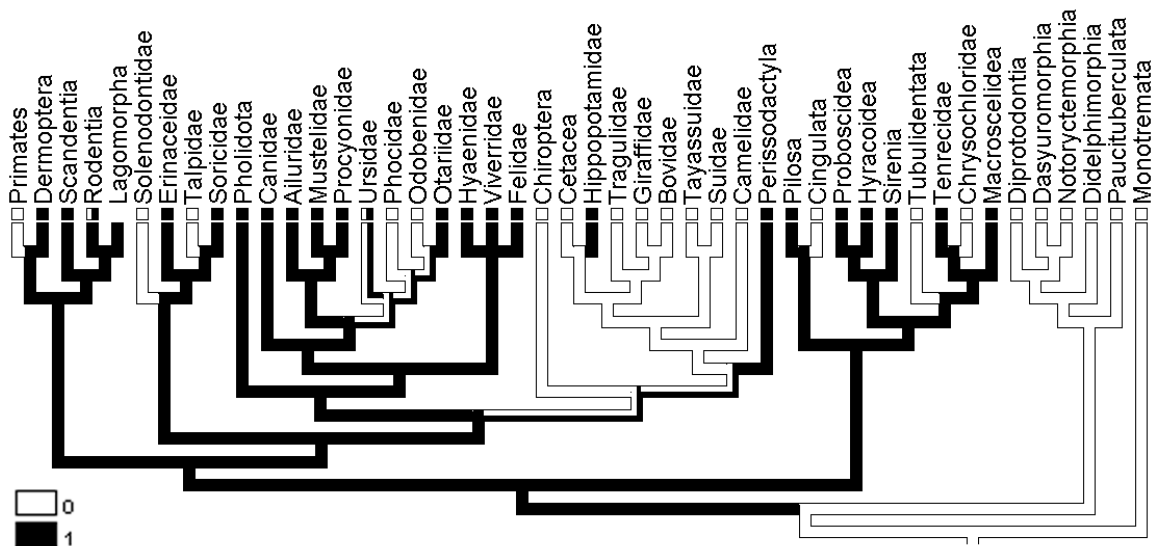 Primates
Dermoptera
Scandentia
Rodentia
Lagomorpha
Solenodontidae
Erinaceidae
Talpidae
Soricidae
Pholidota
Canidae
Ailuridae
Mustelidae
Procyonidae
Ursidae
Phocidae
Odobenidae
Otariidae
Hyaenidae
Viverridae
Felidae
Chiroptera
Cetacea
Hippopotamidae
Tragulidae
Giraffidae
Bovidae
Tayassuidae
Suidae
Camelidae
Perissodactyla
Pilosa
Cingulata
Proboscidea
Hyracoidea
Sirenia
Tubulidentata
Tenrecidae
Chrysochloridae
Macroscelidea
Diprotodontia
Dasyuromorphia
Notoryctemorphia
Didelphimorphia
Paucituberculata
Monotremata
0
1